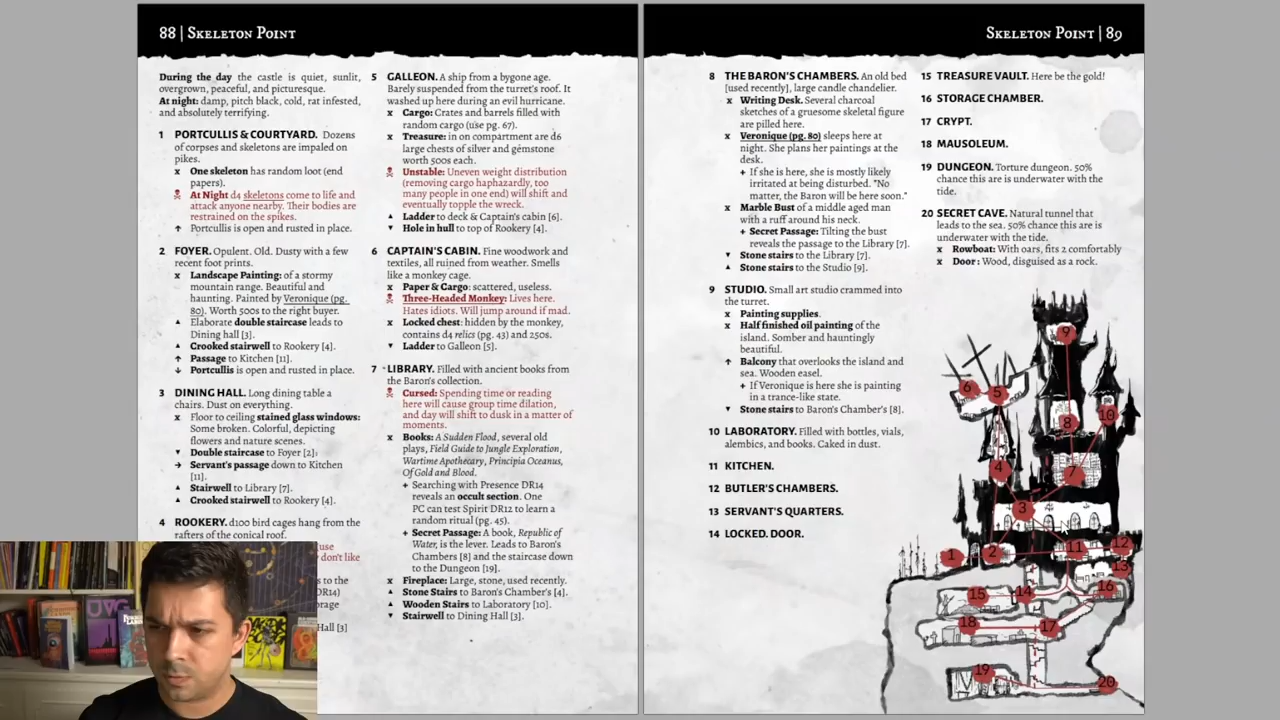 88 | Skeleton Point
During the day the castle is quiet, sunlit,
overgrown, peaceful, and picturesque.
At night: damp, pitch black, cold, rat infested,
and absolutely terrifying.
1 PORTCULLIS & COURTYARD. Dozens
of corpses and skeletons are impaled on
pikes.
x One skeleton has random loot (end
papers).
At Night d4 skeletons come to life and
attack anyone nearby. Their bodies are
restrained on the spikes.
↑ Portcullis is open and rusted in place.
2 FOYER. Opulent. Old. Dusty with a few
recent foot prints.
x Landscape Painting: of a stormy
mountain range. Beautiful and
haunting. Painted by Veronique (pg.
80). Worth 500s to the right buyer.
▲ Elaborate double staircase leads to
Dining hall [3].
▲ Crooked stairwell to Rookery [4].
↑ Passage to Kitchen [11].
↓ Portcullis is open and rusted in place.
3 DINING HALL. Long dining table a
chairs. Dust on everything.
x Floor to ceiling stained glass windows:
Some broken. Colorful, depicting
flowers and nature scenes.
▼ Double staircase to Foyer [2].
→ Servant's passage down to Kitchen
[11].
▲ Stairwell to Library [7].
▲ Crooked stairwell to Rookery [4].
4 ROOKERY. d100 bird cages hang from the
rafters of the conical roof.
don't like
s to the
DR14)
Hall [3]
5 GALLEON. A ship from a bygone age.
Barely suspended from the turret's roof. It
washed up here during an evil hurricane.
x Cargo: Crates and barrels filled with
random cargo (use pg. 67).
x Treasure: in on compartment are d6
large chests of silver and gemstone
worth 500s each.
Unstable: Uneven weight distribution
(removing cargo haphazardly, too
many people in one end) will shift and
eventually topple the wreck.
▲ Ladder to deck & Captain's cabin [6].
▼ Hole in hull to top of Rookery [4].
6 CAPTAIN'S CABIN. Fine woodwork and
textiles, all ruined from weather. Smells
like a monkey cage.
x Paper & Cargo: scattered, useless.
Three-Headed Monkey: Lives here.
Hates idiots. Will jump around if mad.
x Locked chest: hidden by the monkey,
contains d4 relics (pg. 43) and 250s.
▼ Ladder to Galleon [5].
7 LIBRARY. Filled with ancient books from
the Baron's collection.
Cursed: Spending time or reading
here will cause group time dilation,
and day will shift to dusk in a matter of
moments.
x Books: A Sudden Flood, several old
plays, Field Guide to Jungle Exploration,
Wartime Apothecary, Principia Oceanus,
Of Gold and Blood.
+ Searching with Presence DR14
reveals an occult section. One
PC can test Spirit DR12 to learn a
random ritual (pg. 45).
+ Secret Passage: A book, Republic of
Water, is the lever. Leads to Baron's
Chambers [8] and the staircase down
to the Dungeon [19].
x Fireplace: Large, stone, used recently.
▲ Stone Stairs to Baron's Chamber's [4].
▲ Wooden Stairs to Laboratory [10].
▼ Stairwell to Dining Hall [3].
Skeleton Point | 89
8 THE BARON'S CHAMBERS. An old bed
[used recently], large candle chandelier.
x Writing Desk. Several charcoal
sketches of a gruesome skeletal figure
are pilled here.
x Veronique (pg. 80) sleeps here at
night. She plans her paintings at the
desk.
+ If she is here, she is mostly likely
irritated at being disturbed. "No
matter, the Baron will be here soon."
x Marble Bust of a middle aged man
with a ruff around his neck.
+ Secret Passage: Tilting the bust
reveals the passage to the Library [7].
▼ Stone stairs to the Library [7].
▲ Stone stairs to the Studio [9].
9 STUDIO. Small art studio crammed into
the turret.
x Painting supplies.
x Half finished oil painting of the
island. Somber and hauntingly
beautiful.
↑ Balcony that overlooks the island and
sea. Wooden easel.
+ If Veronique is here she is painting
in a trance-like state.
▼ Stone stairs to Baron's Chamber's [8].
10 LABORATORY. Filled with bottles, vials,
alembics, and books. Caked in dust.
11 KITCHEN.
12 BUTLER'S CHAMBERS.
13 SERVANT'S QUARTERS.
14 LOCKED. DOOR.
15 TREASURE VAULT. Here be the gold!
16 STORAGE CHAMBER.
17 CRYPT.
18 MAUSOLEUM.
19 DUNGEON. Torture dungeon. 50%
chance this are is underwater with the
tide.
20 SECRET CAVE. Natural tunnel that
leads to the sea. 50% chance this are is
underwater with the tide.
x Rowboat: With oars, fits 2 comfortably
x Door: Wood, disguised as a rock.
9
6
5
8
10
4
7
3
1
2
11
12
13
15
14
16
18
17
19
20
UVG